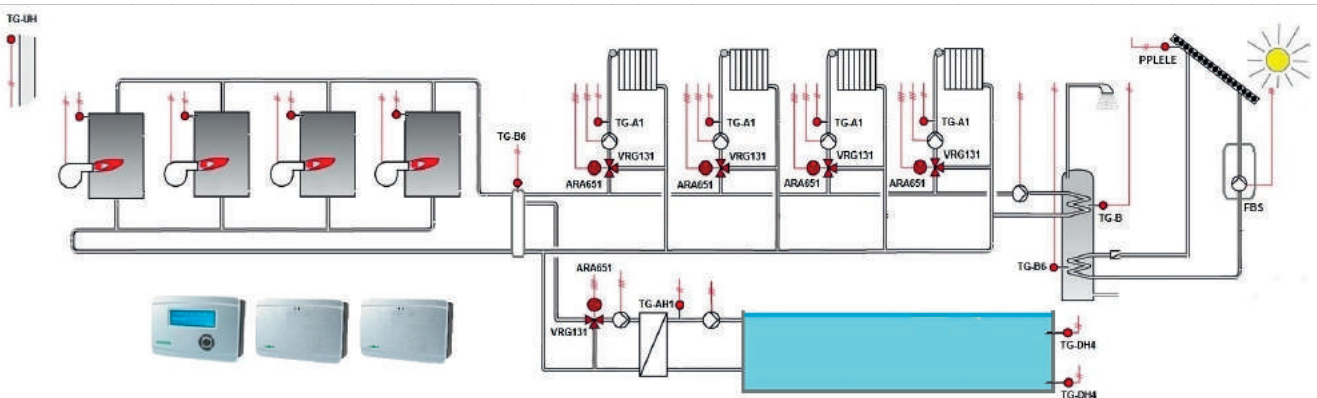 TG-UH
TG-B6
TG-A1
VRG131
ARA651
TG-A1
VRG131
ARA651
TG-A1
VRG131
ARA651
TG-A1
VRG131
ARA651
PPLELE
FBS
TG-B
TG-B6
ARA651
VRG131
TG-AH1
TG-DH4
TG-DH4